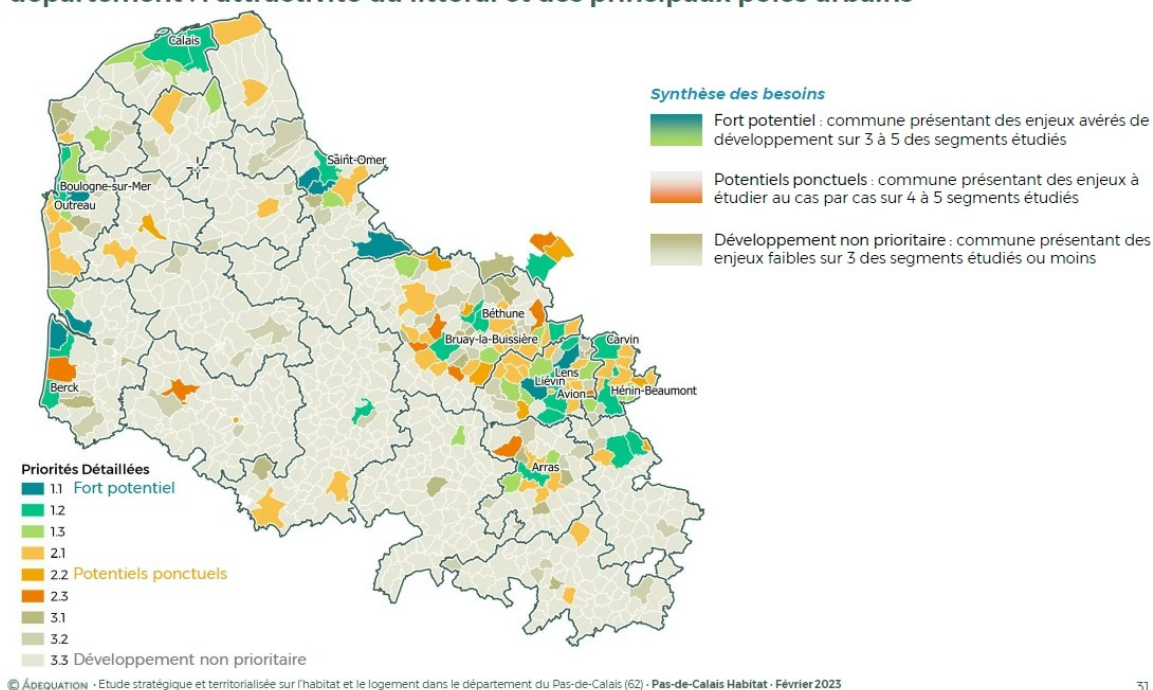 département : l'attractivité du littoral et des principaux pôles urbains
Calais
Saint-Omer
Boulogne-sur-Mer
Outreau
Béthune
Bruay-la-Buissière
Carvin
Lens
Liévin
Avion
Hénin-Beaumont
Berck
Arras
Synthèse des besoins
Fort potentiel : commune présentant des enjeux avérés de
développement sur 3 à 5 des segments étudiés
Potentiels ponctuels : commune présentant des enjeux à
étudier au cas par cas sur 4 à 5 segments étudiés
Développement non prioritaire : commune présentant des
enjeux faibles sur 3 des segments étudiés ou moins
Priorités Détaillées
1.1 Fort potentiel
1.2
1.3
2.1
2.2 Potentiels ponctuels
2.3
3.1
3.2
3.3 Développement non prioritaire
© ADEQUATION • Etude stratégique et territorialisée sur l'habitat et le logement dans le département du Pas-de-Calais (62) • Pas-de-Calais Habitat • Février 2023
31